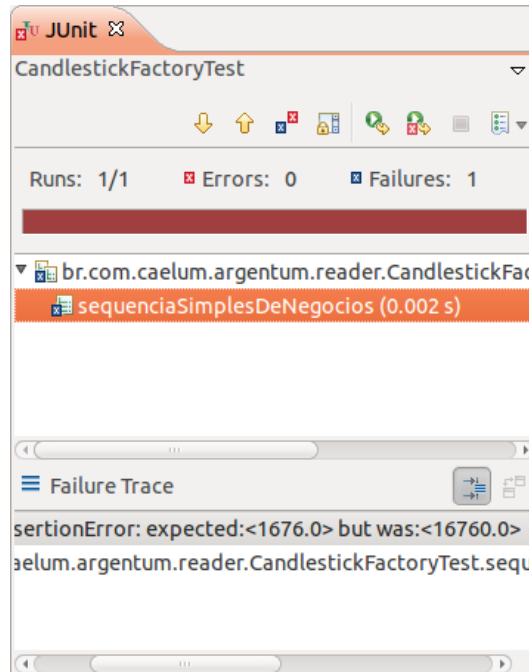 JUnit
CandlestickFactoryTest
Runs: 1/1 Errors: 0 Failures: 1
br.com.caelum.argentum.reader.CandlestickFac
sequenciaSimplesDeNegocios (0.002 s)
Failure Trace
sertionError: expected:<1676.0> but was:<16760.0>
aelum.argentum.reader.CandlestickFactoryTest.sequ